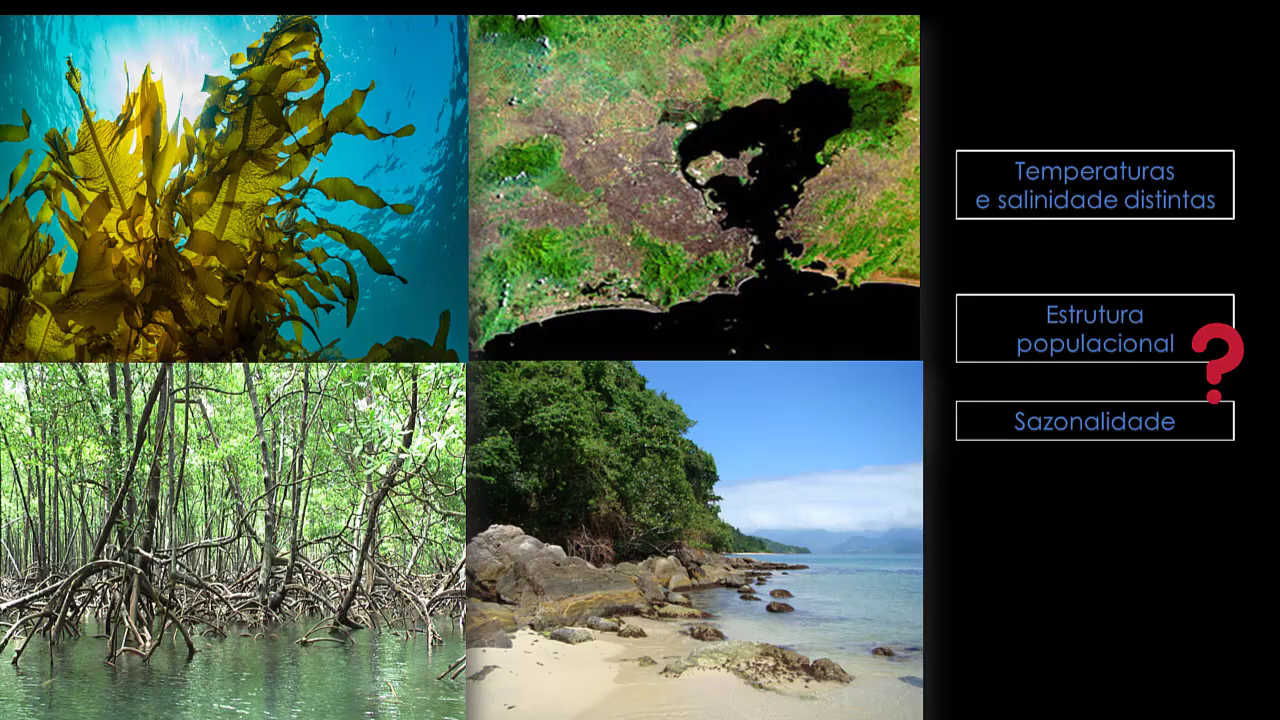 Temperaturas
e salinidade distintas
Estrutura
populacional
?
Sazonalidade